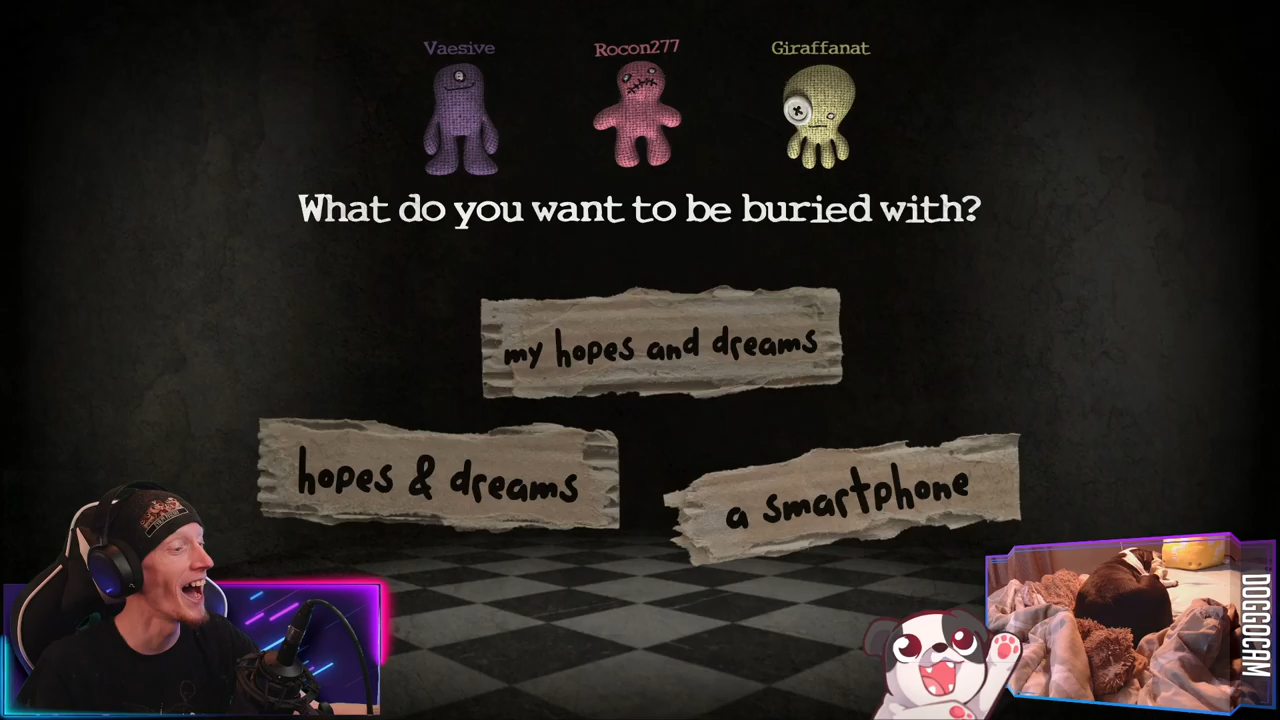 Vaesive
Rocon277
Giraffanat
What do you want to be buried with?
my hopes and dreams
hopes & dreams
a smartphone
DOGGOCAM